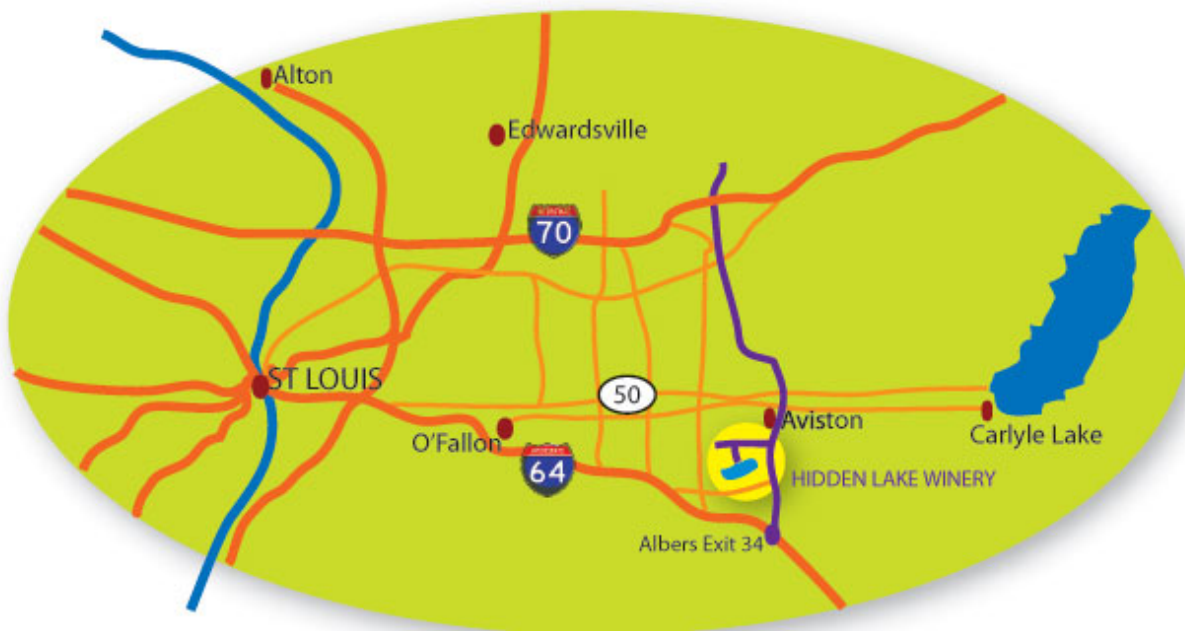 Alton
Edwardsville
70
ST LOUIS
50
O'Fallon
Aviston
Carlyle Lake
64
HIDDEN LAKE WINERY
Albers Exit 34